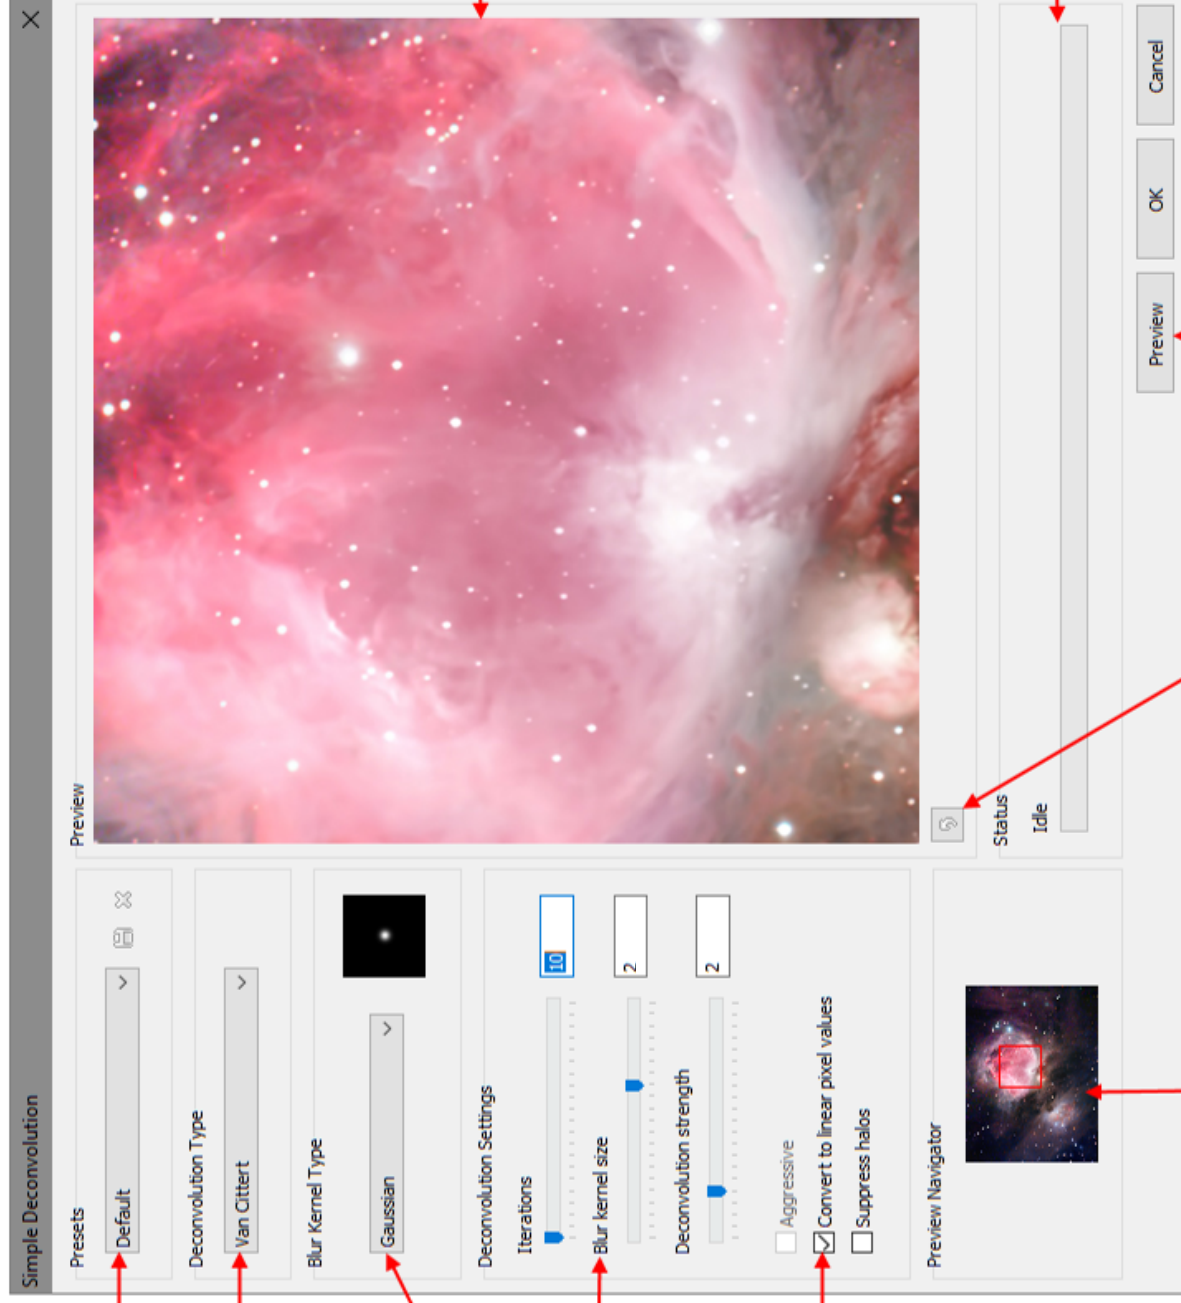 Simple Deconvolution
Presets
Default
Deconvolution Type
Van Cittert
Blur Kernel Type
Gaussian
Deconvolution Settings
Iterations
10
Blur kernel size
2
Deconvolution strength
2
Aggressive
Convert to linear pixel values
Suppress halos
Preview Navigator
Preview
Status
Idle
Preview
OK
Cancel